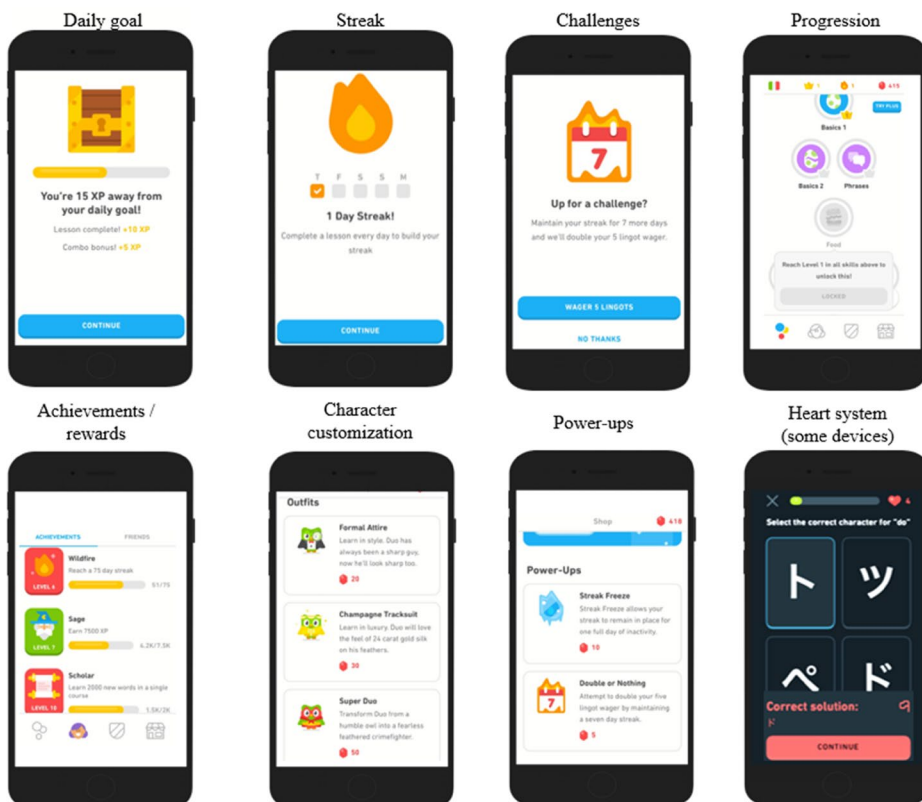 Daily goal
You're 15 XP away from
your daily goal!
Lesson complete! +10 XP
Combo bonus! +5 XP
CONTINUE
Streak
T F S S M
1 Day Streak!
Complete a lesson every day to build your
streak
CONTINUE
Challenges
7
Up for a challenge?
Maintain your streak for 7 more days
and we'll double your 5 lingot wager.
WAGER 5 LINGOTS
NO THANKS
Progression
1 1 415
TRY PLUS
Basics 1
Basics 2 Phrases
Food
Reach Level 1 in all skills above to
unlock this!
LOCKED
Achievements /
rewards
ACHIEVEMENTS FRIENDS
Wildfire
Reach a 75 day streak
LEVEL 6 51/75
Sage
Earn 7500 XP
LEVEL 7 6.2K/7.5K
Scholar
Learn 2000 new words in a single
course
LEVEL 10 1.5K/2K
Character
customization
Outfits
Formal Attire
Learn in style. Duo has
always been a sharp guy,
now he'll look sharp too.
20
Champagne Tracksuit
Learn in luxury. Duo will love
the feel of 24 carat gold silk
on his feathers.
30
Super Duo
Transform Duo from a
humble owl into a fearless
feathered crimefighter.
50
Power-ups
Shop 418
Power-Ups
Streak Freeze
Streak Freeze allows your
streak to remain in place for
one full day of inactivity.
10
7
Double or Nothing
Attempt to double your five
lingot wager by maintaining
a seven day streak.
5
Heart system
(some devices)
4
Select the correct character for "do"
ト ツ
ペ ド
Correct solution:
ド
CONTINUE